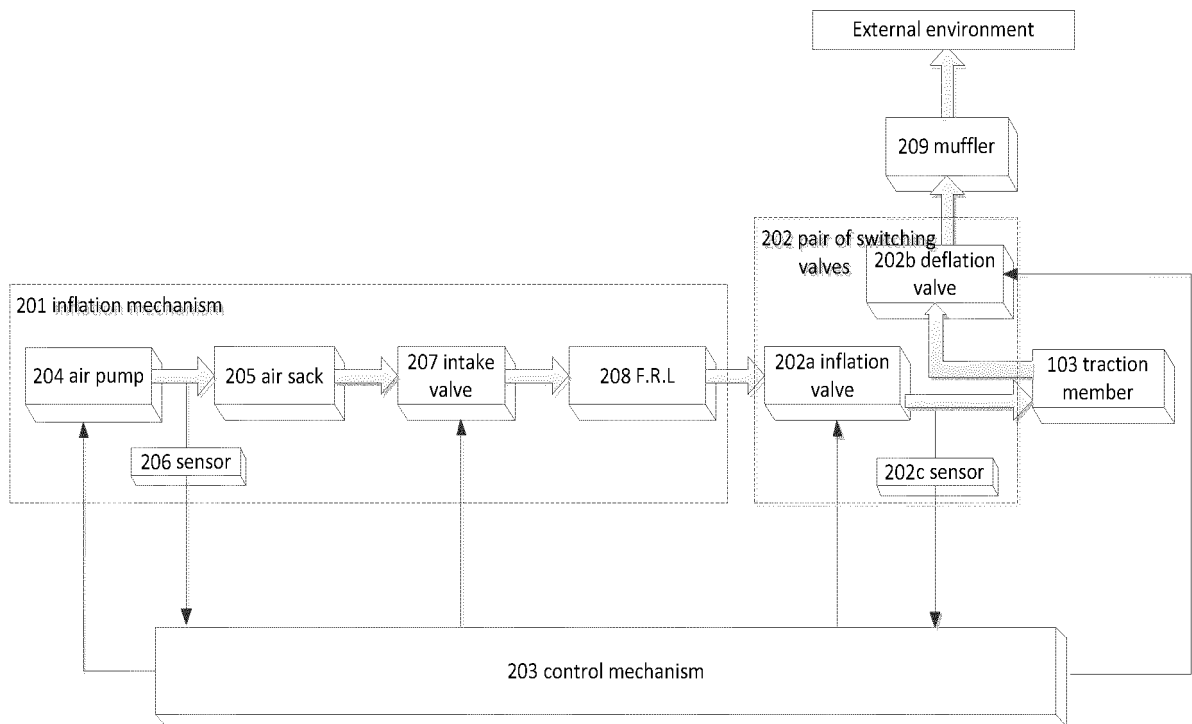 External environment
209 muffler
202 pair of switching
valves
202b deflation
valve
201 inflation mechanism
204 air pump
205 air sack
207 intake
valve
208 F.R.L
202a inflation
valve
103 traction
member
206 sensor
202c sensor
203 control mechanism